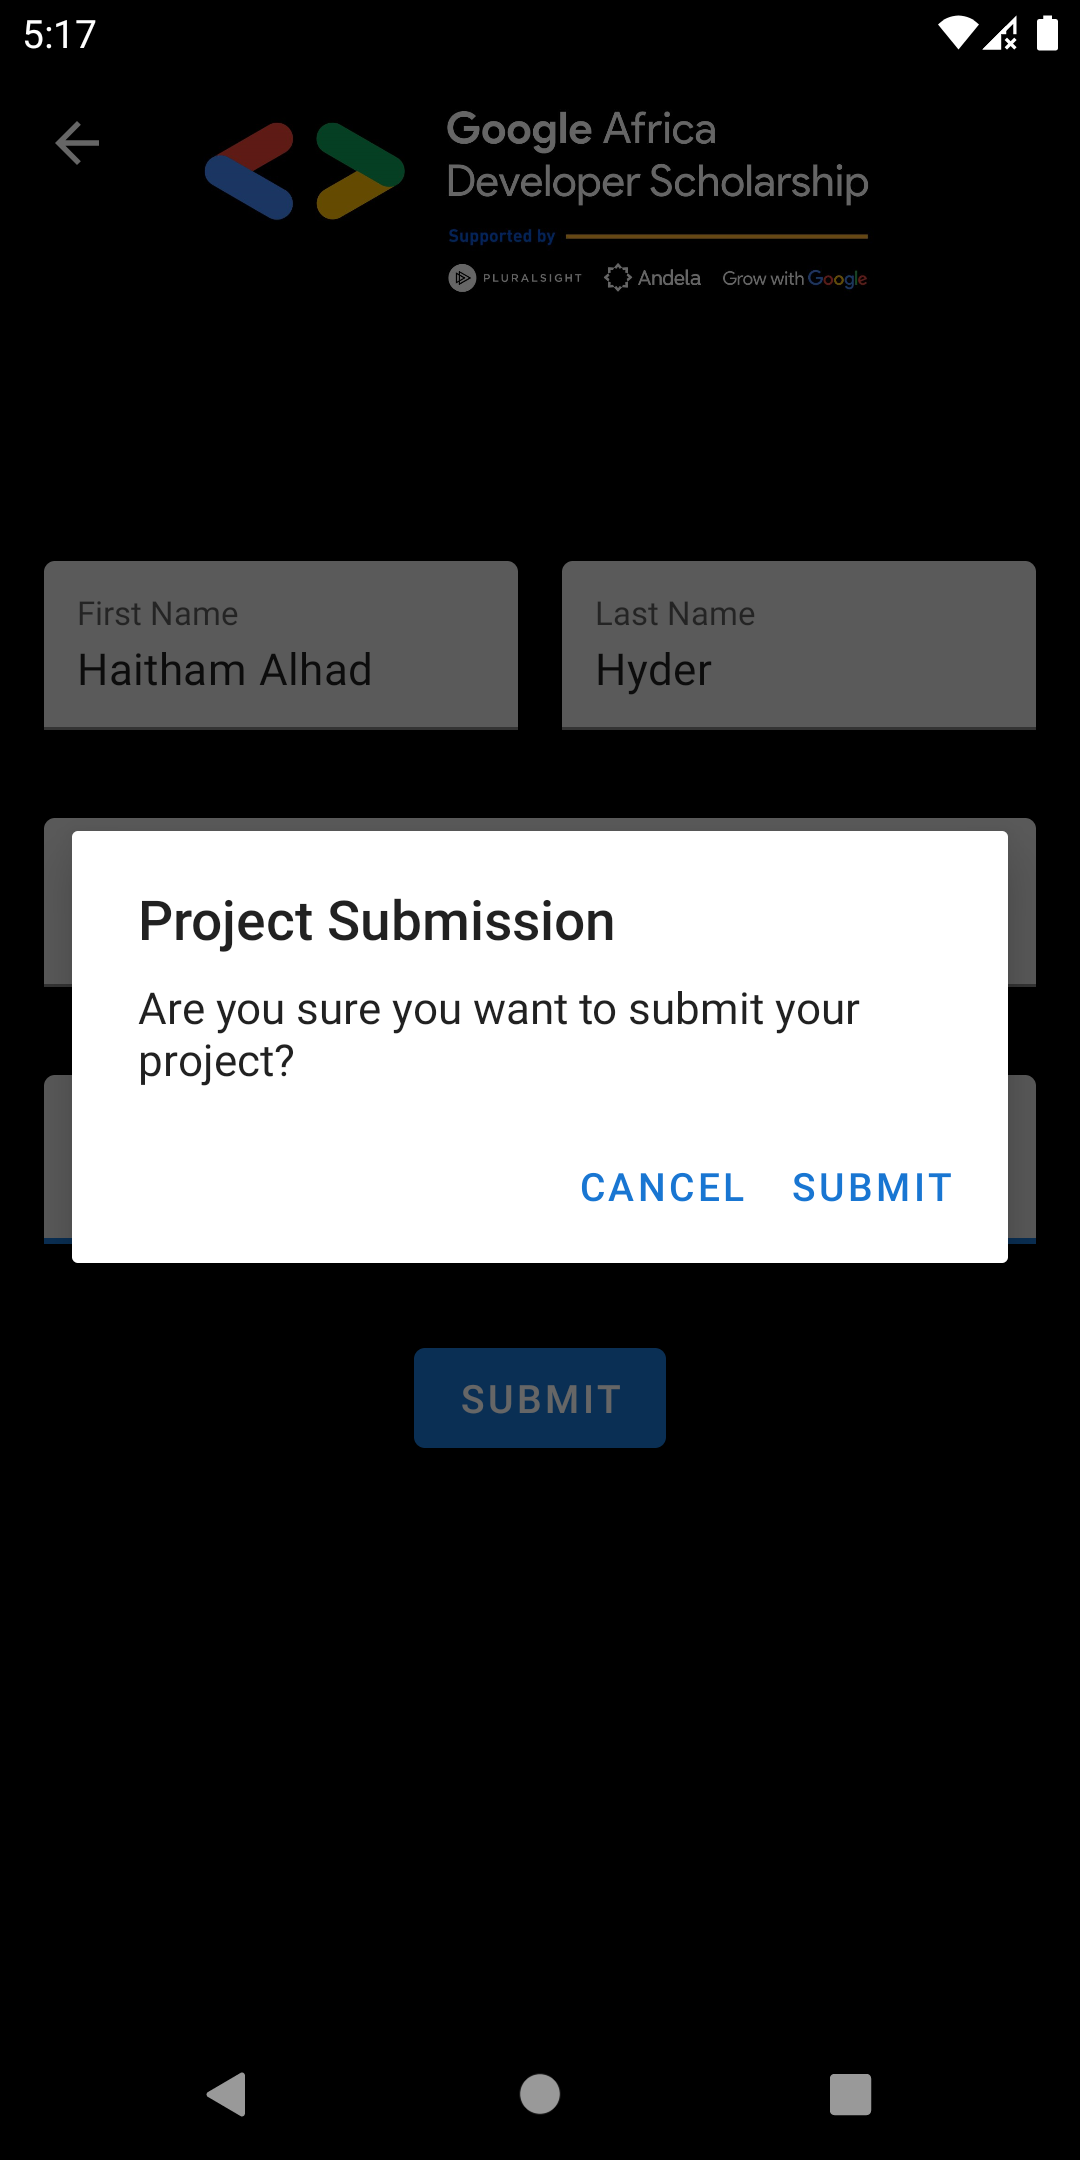 5:17
Google Africa
Developer Scholarship
Supported by
PLURALSIGHT Andela Grow with Google
First Name Last Name
Haitham Alhad Hyder
Project Submission
Are you sure you want to submit your
project?
CANCEL SUBMIT
SUBMIT